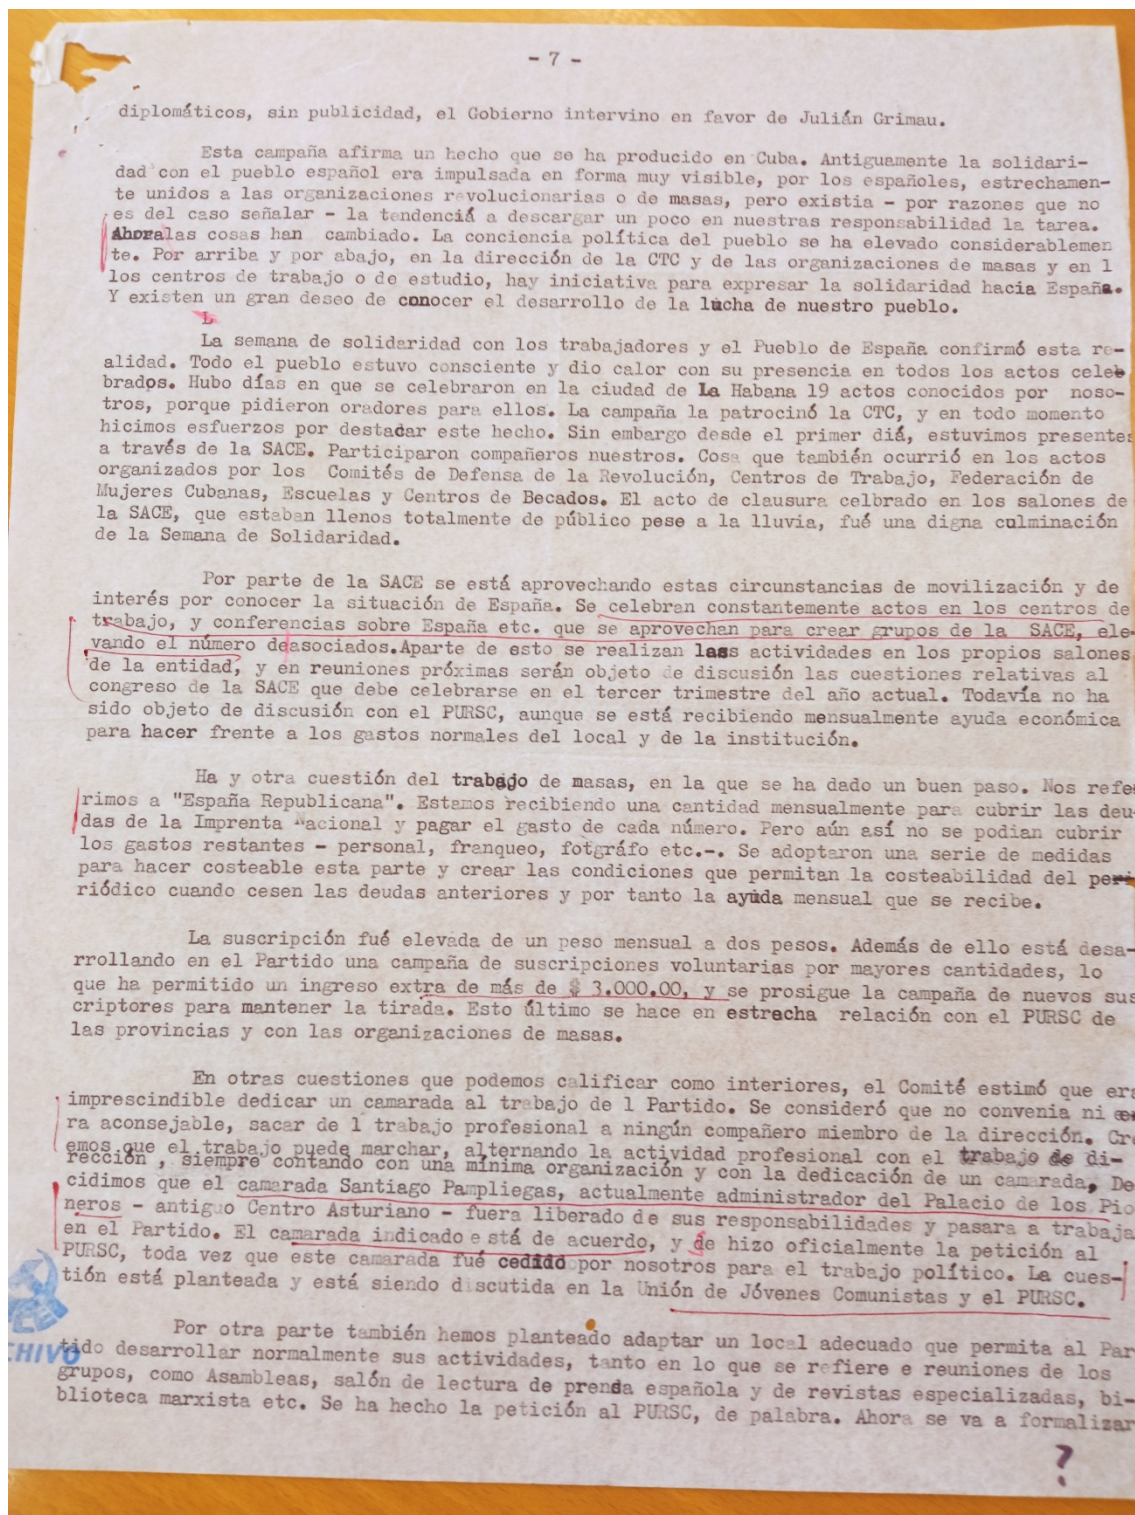 - 7 -
diplomáticos, sin publicidad, el Gobierno intervino en favor de Julián Grimau.
Esta campaña afirma un hecho que se ha producido en Cuba. Antiguamente la solidari-
dad con el pueblo español era impulsada en forma muy visible, por los españoles, estrechamen-
te unidos a las organizaciones revolucionarias o de masas, pero existia - por razones que no
es del caso señalar - la tendenciá a descargar un poco en nuestras responsabilidad la tarea.
Ahoralas cosas han cambiado. La conciencia política del pueblo se ha elevado considerablemen
te. Por arriba y por abajo, en la dirección de la CTC y de las organizaciones de masas y en l
los centros de trabajo o de estudio, hay iniciativa para expresar la solidaridad hacia España.
Y existen un gran deseo de conocer el desarrollo de la lucha de nuestro pueblo.
L
La semana de solidaridad con los trabajadores y el Pueblo de España confirmó esta re-
alidad. Todo el pueblo estuvo consciente y dio calor con su presencia en todos los actos celeb
brados. Hubo días en que se celebraron en la ciudad de La Habana 19 actos conocidos por noso-
tros, porque pidieron oradores para ellos. La campaña la patrocinó la CTC, y en todo momento
hicimos esfuerzos por destacar este hecho. Sin embargo desde el primer diá, estuvimos presentes
a través de la SACE. Participaron compañeros nuestros. Cosa que también ocurrió en los actos
organizados por los Comités de Defensa de la Revolución, Centros de Trabajo, Federación de
Mujeres Cubanas, Escuelas y Centros de Becados. El acto de clausura celbrado en los salones de
la SACE, que estaban llenos totalmente de público pese a la lluvia, fué una digna culminación
de la Semana de Solidaridad.
Por parte de la SACE se está aprovechando estas circunstancias de movilización y de
interés por conocer la situación de España. Se celebran constantemente actos en los centros de
trabajo, y conferencias sobre España etc. que se aprovechan para crear grupos de la SACE, ele-
vando el número deasociados.Aparte de esto se realizan lass actividades en los propios salones
de la entidad, y en reuniones próximas serán objeto de discusión las cuestiones relativas al
congreso de la SACE que debe celebrarse en el tercer trimestre del año actual. Todavía no ha
sido objeto de discusión con el PURSC, aunque se está recibiendo mensualmente ayuda económica
para hacer frente a los gastos normales del local y de la institución.
Ha y otra cuestión del trabajo de masas, en la que se ha dado un buen paso. Nos refe
rimos a "España Republicana". Estamos recibiendo una cantidad mensualmente para cubrir las deu-
das de la Imprenta Nacional y pagar el gasto de cada número. Pero aún así no se podian cubrir
los gastos restantes - personal, franqueo, fotgráfo etc.-. Se adoptaron una serie de medidas
para hacer costeable esta parte y crear las condiciones que permitan la costeabilidad del peri
riódico cuando cesen las deudas anteriores y por tanto la ayuda mensual que se recibe.
La suscripción fué elevada de un peso mensual a dos pesos. Además de ello está desa-
rrollando en el Partido una campaña de suscripciones voluntarias por mayores cantidades, lo
que ha permitido un ingreso extra de más de $ 3.000.00, y se prosigue la campaña de nuevos sus
criptores para mantener la tirada. Esto último se hace en estrecha relación con el PURSC de
las provincias y con las organizaciones de masas.
En otras cuestiones que podemos calificar como interiores, el Comité estimó que era
imprescindible dedicar un camarada al trabajo de l Partido. Se consideró que no convenia ni
ra aconsejable, sacar de l trabajo profesional a ningún compañero miembro de la dirección. Cre
emos que el trabajo puede marchar, alternando la actividad profesional con el trabajo de di-
rección , siempre contando con una mínima organización y con la dedicación de un camarada, De
cidimos que el camarada Santiago Pampliegas, actualmente administrador del Palacio de los Pio
neros - antiguo Centro Asturiano - fuera liberado de sus responsabilidades y pasara a trabaja
en el Partido. El camarada indicado e stá de acuerdo, y de hizo oficialmente la petición al
PURSC, toda vez que este camarada fué cedido por nosotros para el trabajo político. La cues-
tión está planteada y está siendo discutida en la Unión de Jóvenes Comunistas y el PURSC.
Por otra parte también hemos planteado adaptar un local adecuado que permita al Par
tido desarrollar normalmente sus actividades, tanto en lo que se refiere e reuniones de los
grupos, como Asambleas, salón de lectura de prensa española y de revistas especializadas, bi-
blioteca marxista etc. Se ha hecho la petición al PURSC, de palabra. Ahora se va a formalizar
?
PCE
CHIVO